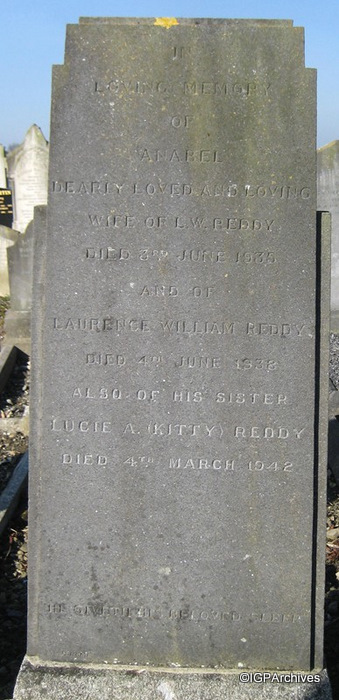 IN
LOVING MEMORY
OF
ANABEL
DEARLY LOVED AND LOVING
WIFE OF L.W. REDDY
DIED 3RD JUNE 1935
AND OF
LAURENCE WILLIAM REDDY
DIED 4TH JUNE 1938
ALSO OF HIS SISTER
LUCIE A. (KITTY) REDDY
DIED 4TH MARCH 1942
HE GIVETH HIS BELOVED SLEEP
©IGPArchives